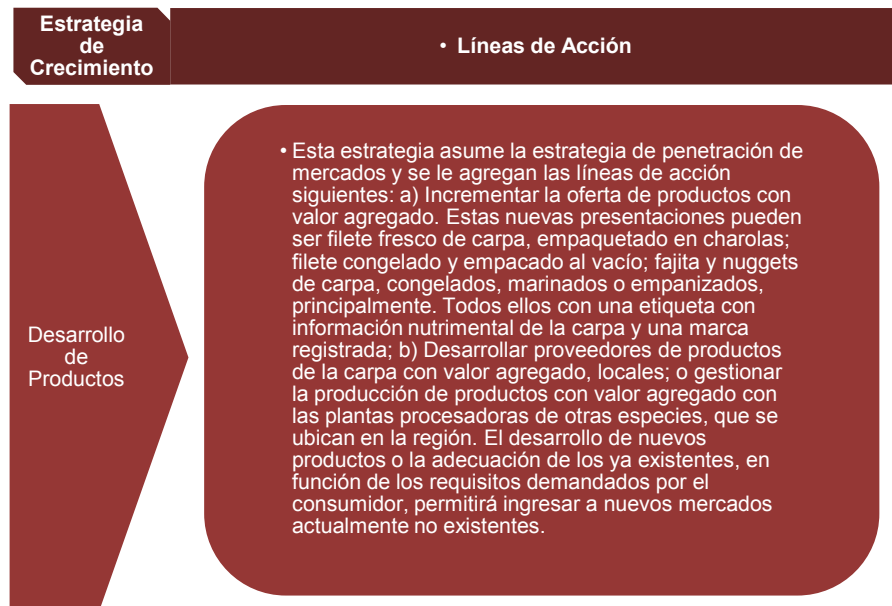 Estrategia
de
Crecimiento
• Líneas de Acción
Desarrollo
de
Productos
• Esta estrategia asume la estrategia de penetración de
mercados y se le agregan las líneas de acción
siguientes: a) Incrementar la oferta de productos con
valor agregado. Estas nuevas presentaciones pueden
ser filete fresco de carpa, empaquetado en charolas;
filete congelado y empacado al vacío; fajita y nuggets
de carpa, congelados, marinados o empanizados,
principalmente. Todos ellos con una etiqueta con
información nutrimental de la carpa y una marca
registrada; b) Desarrollar proveedores de productos
de la carpa con valor agregado, locales; o gestionar
la producción de productos con valor agregado con
las plantas procesadoras de otras especies, que se
ubican en la región. El desarrollo de nuevos
productos o la adecuación de los ya existentes, en
función de los requisitos demandados por el
consumidor, permitirá ingresar a nuevos mercados
actualmente no existentes.